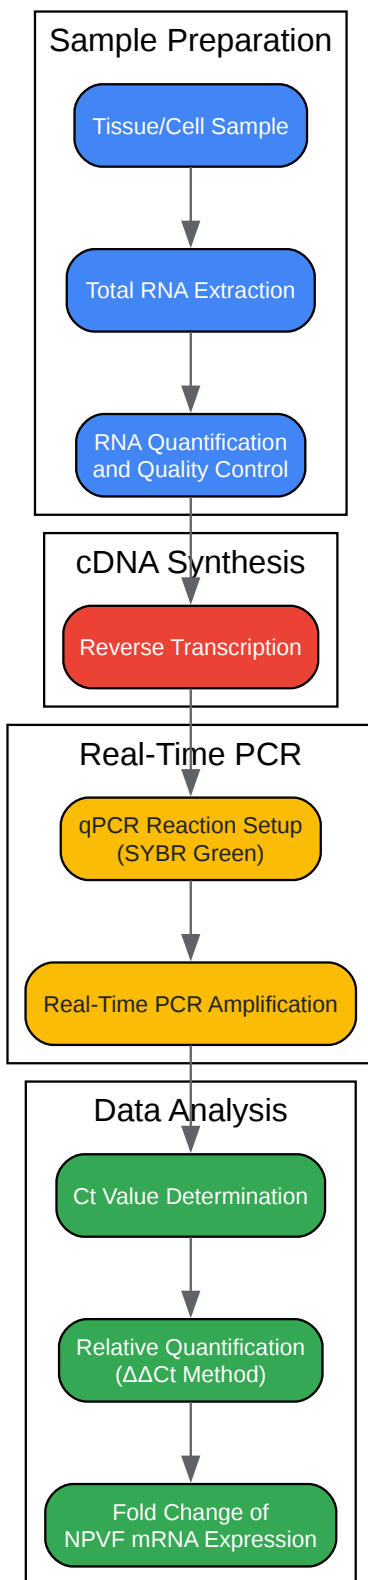 Sample Preparation
Tissue/Cell Sample
Total RNA Extraction
RNA Quantification
and Quality Control
cDNA Synthesis
Reverse Transcription
Real-Time PCR
qPCR Reaction Setup
(SYBR Green)
Real-Time PCR Amplification
Data Analysis
Ct Value Determination
Relative Quantification
(ΔΔCt Method)
Fold Change of
NPVF mRNA Expression